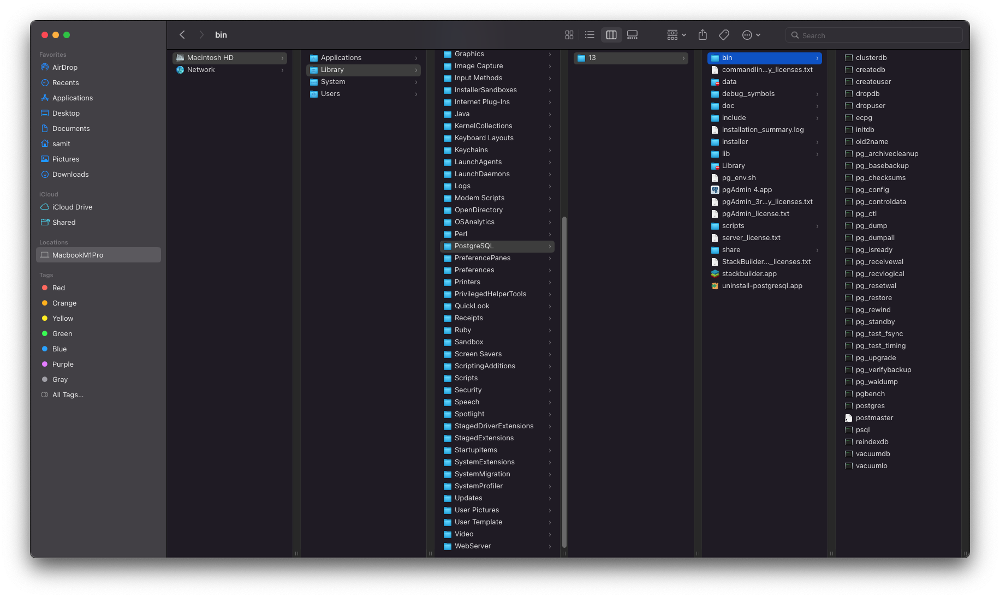 bin
Search
Favorites
AirDrop
Recents
Applications
Desktop
Documents
samit
Pictures
Downloads
iCloud
iCloud Drive
Shared
Locations
MacbookM1Pro
Tags
Red
Orange
Yellow
Green
Blue
Purple
Gray
All Tags...
Macintosh HD
Network
Applications
Library
System
Users
Graphics
Image Capture
Input Methods
InstallerSandboxes
Internet Plug-Ins
Java
KernelCollections
Keyboard Layouts
Keychains
LaunchAgents
LaunchDaemons
Logs
Modem Scripts
OpenDirectory
OSAnalytics
Perl
PostgreSQL
PreferencePanes
Preferences
Printers
PrivilegedHelperTools
QuickLook
Receipts
Ruby
Sandbox
Screen Savers
ScriptingAdditions
Scripts
Security
Speech
Spotlight
StagedDriverExtensions
StagedExtensions
StartupItems
SystemExtensions
SystemMigration
SystemProfiler
Updates
User Pictures
User Template
Video
WebServer
13
bin
commandlin...y_licenses.txt
data
debug_symbols
doc
include
installation_summary.log
installer
lib
Library
pg_env.sh
pgAdmin 4.app
pgAdmin_3r...y_licenses.txt
pgAdmin_license.txt
scripts
server_license.txt
share
StackBuilder..._licenses.txt
stackbuilder.app
uninstall-postgresql.app
clusterdb
createdb
createuser
dropdb
dropuser
ecpg
initdb
oid2name
pg_archivecleanup
pg_basebackup
pg_checksums
pg_config
pg_controldata
pg_ctl
pg_dump
pg_dumpall
pg_isready
pg_receivewal
pg_recvlogical
pg_resetwal
pg_restore
pg_rewind
pg_standby
pg_test_fsync
pg_test_timing
pg_upgrade
pg_verifybackup
pg_waldump
pgbench
postgres
postmaster
psql
reindexdb
vacuumdb
vacuumlo